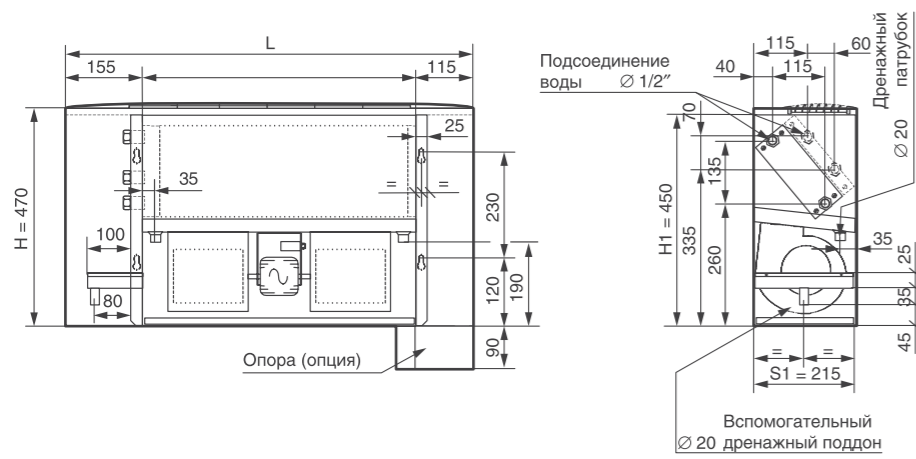 L
155
115
25
35
= =
H = 470
100
80
230
120
190
90
Опора (опция)
Подсоединение
воды ∅ 1/2″
115
60
40
115
Дренажный
патрубок
∅ 20
70
135
H1 = 450
335
260
35
25
35
45
= =
S1 = 215
Вспомогательный
∅ 20 дренажный поддон